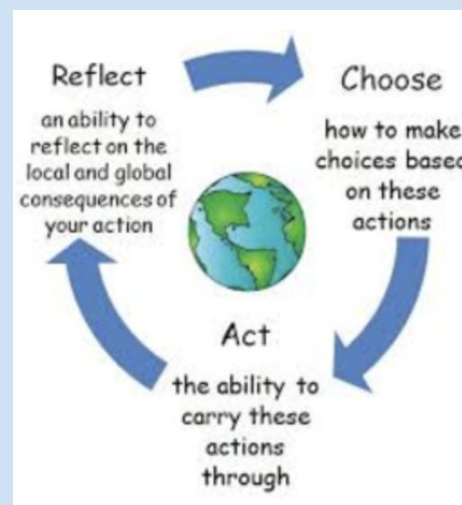 Reflect
an ability to
reflect on the
local and global
consequences of
your action
Choose
how to make
choices based
on these
actions
Act
the ability to
carry these
actions
through